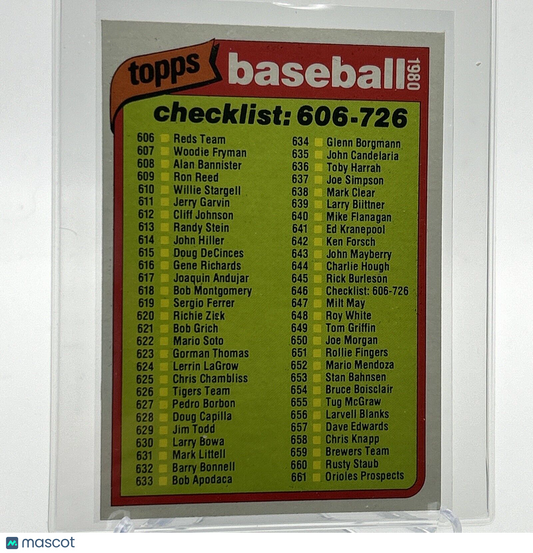 topps
baseball
1980
checklist: 606-726
606 Reds Team
607 Woodie Fryman
608 Alan Bannister
609 Ron Reed
610 Willie Stargell
611 Jerry Garvin
612 Cliff Johnson
613 Randy Stein
614 John Hiller
615 Doug DeCinces
616 Gene Richards
617 Joaquin Andujar
618 Bob Montgomery
619 Sergio Ferrer
620 Richie Zisk
621 Bob Grich
622 Mario Soto
623 Gorman Thomas
624 Lerrin LaGrow
625 Chris Chambliss
626 Tigers Team
627 Pedro Borbon
628 Doug Capilla
629 Jim Todd
630 Larry Bowa
631 Mark Littell
632 Barry Bonnell
633 Bob Apodaca
634 Glenn Borgmann
635 John Candelaria
636 Toby Harrah
637 Joe Simpson
638 Mark Clear
639 Larry Biittner
640 Mike Flanagan
641 Ed Kranepool
642 Ken Forsch
643 John Mayberry
644 Charlie Hough
645 Rick Burleson
646 Checklist: 606-726
647 Milt May
648 Roy White
649 Tom Griffin
650 Joe Morgan
651 Rollie Fingers
652 Mario Mendoza
653 Stan Bahnsen
654 Bruce Boisclair
655 Tug McGraw
656 Larvell Blanks
657 Dave Edwards
658 Chris Knapp
659 Brewers Team
660 Rusty Staub
661 Orioles Prospects
mascot